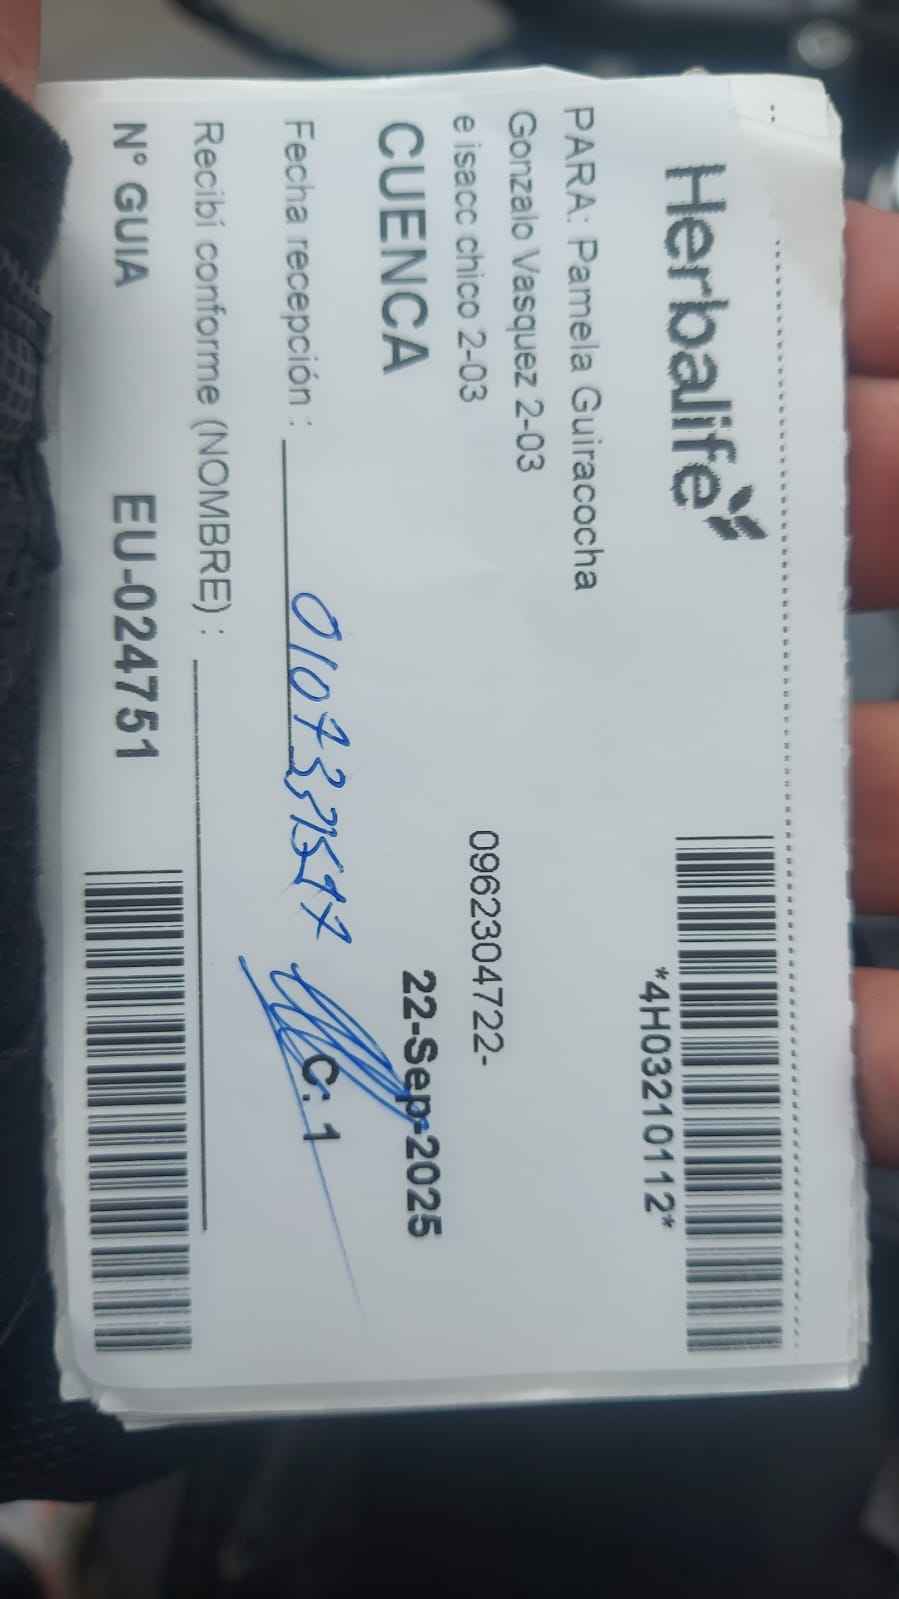 Herbalife
*4H03210112*
PARA: Pamela Guiracocha
Gonzalo Vasquez 2-03
e isacc chico 2-03
0962304722-
CUENCA
22-Sep-2025
Fecha recepción :
C: 1
Recibí conforme (NOMBRE) :
N° GUIA
EU-024751